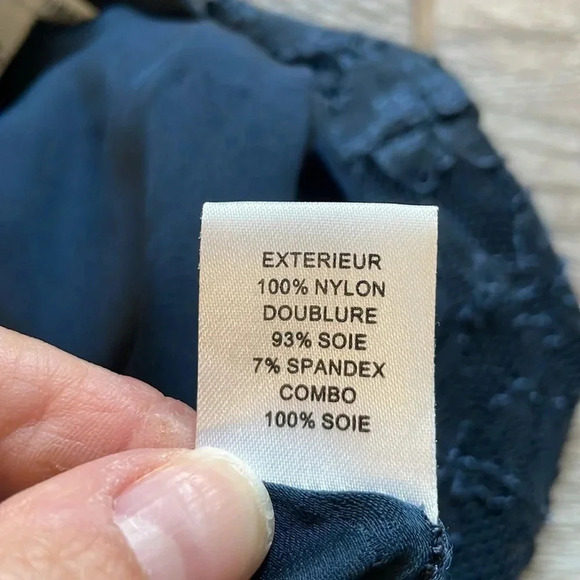 EXTERIEUR
100% NYLON
DOUBLURE
93% SOIE
7% SPANDEX
COMBO
100% SOIE